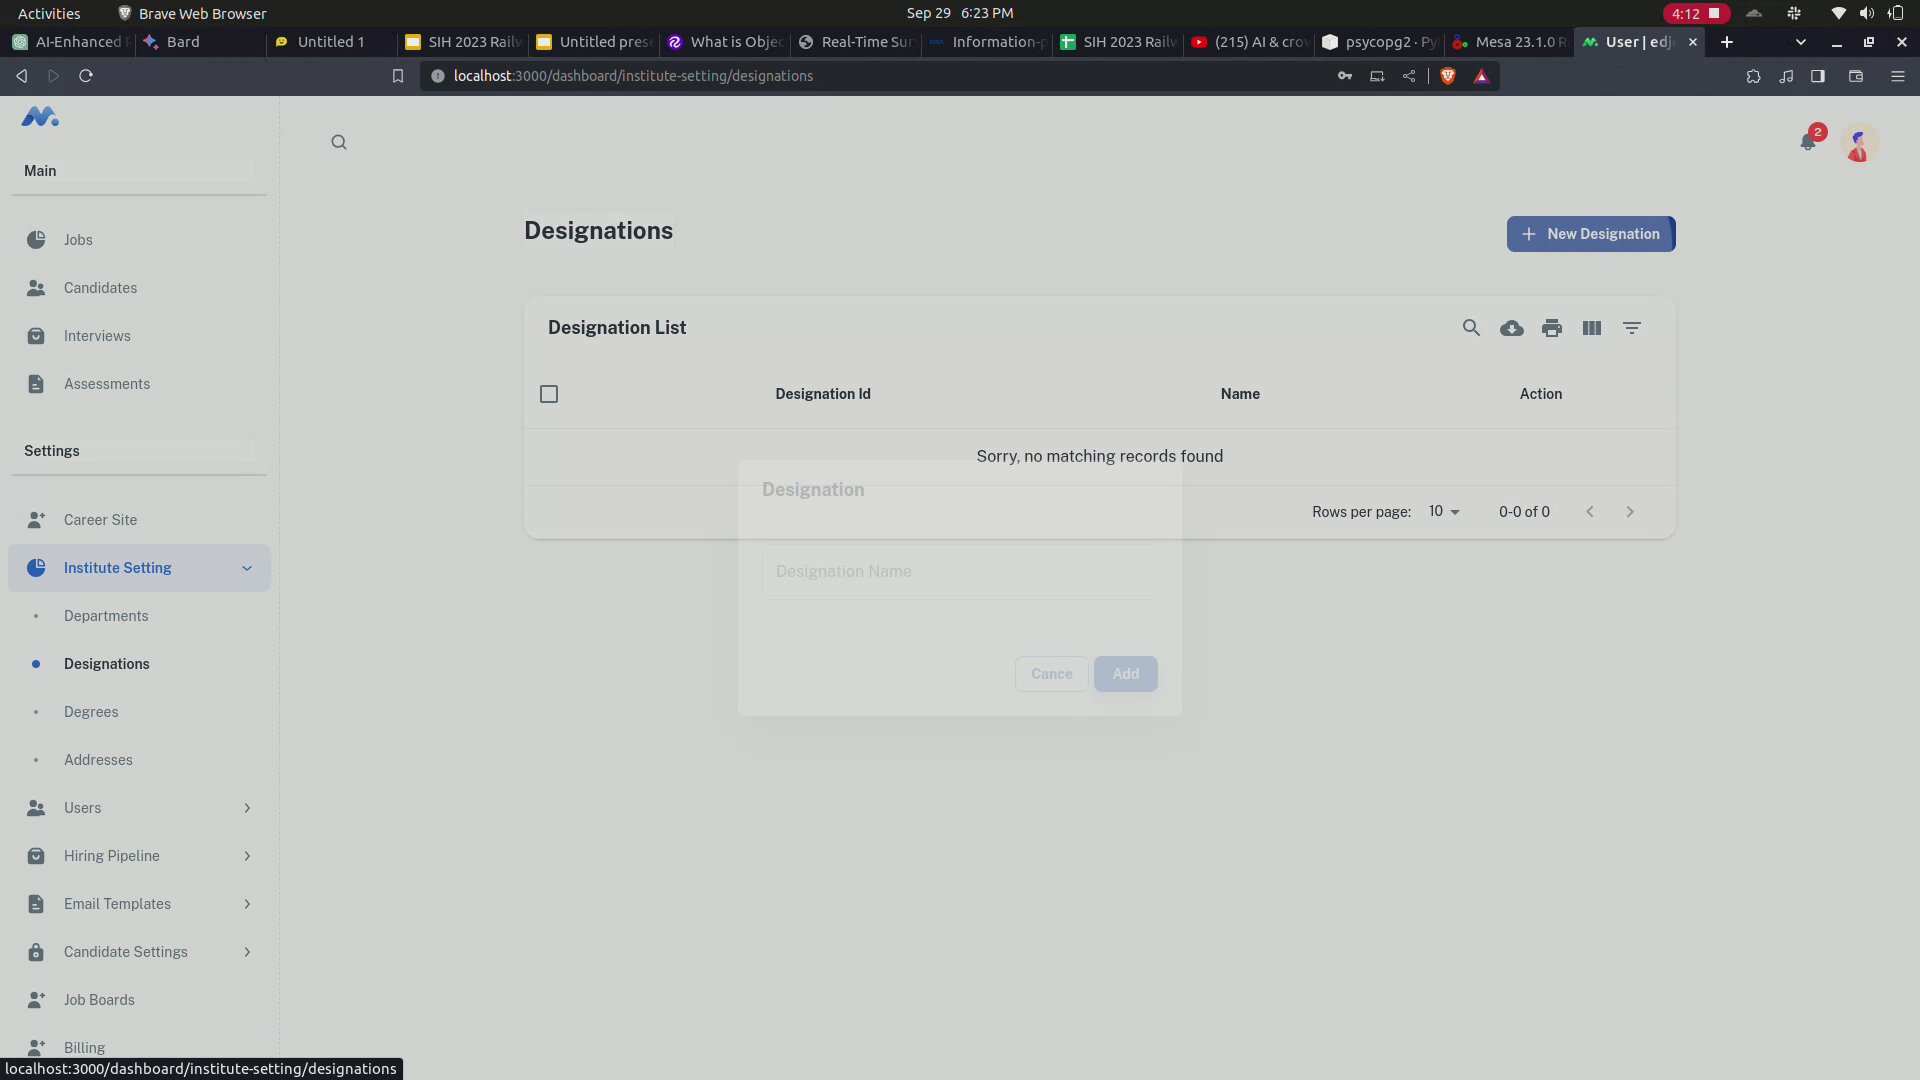 Activities
Brave Web Browser
Sep 29 6:23 PM
4:12
AI-Enhanced
Bard
Untitled 1
SIH 2023 Railw
Untitled prese
What is Objec
Real-Time Sur
Information-p
SIH 2023 Railw
(215) AI & crow
psycopg2 · Py
Mesa 23.1.0 R
User | edj
localhost:3000/dashboard/institute-setting/designations
Main
2
Jobs
Candidates
Interviews
Assessments
Settings
Career Site
Institute Setting
Departments
Designations
Degrees
Addresses
Users
Hiring Pipeline
Email Templates
Candidate Settings
Job Boards
Billing
Designations
New Designation
Designation List
Designation Id
Name
Action
Sorry, no matching records found
Rows per page:
10
0-0 of 0
Designation
Designation Name
Cance
Add
localhost:3000/dashboard/institute-setting/designations